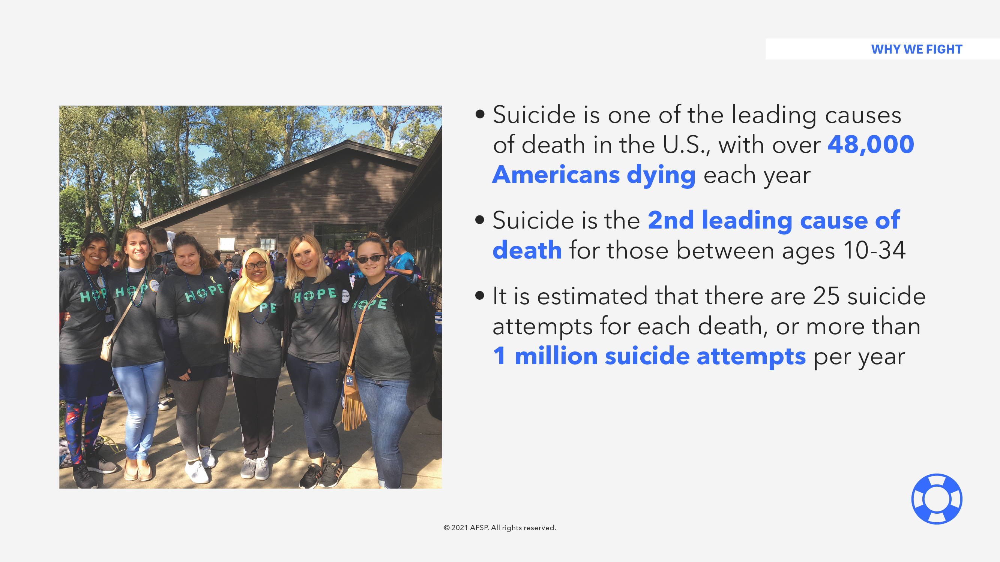 WHY WE FIGHT
• Suicide is one of the leading causes
of death in the U.S., with over 48,000
Americans dying each year
• Suicide is the 2nd leading cause of
death for those between ages 10-34
• It is estimated that there are 25 suicide
attempts for each death, or more than
1 million suicide attempts per year
HOP
HOP
HOPE
PE
HOPE
HOPE
I NY
© 2021 AFSP. All rights reserved.